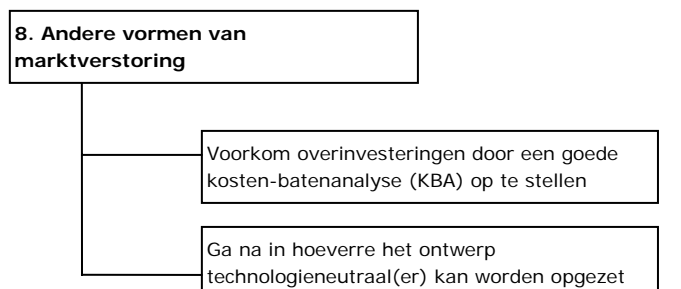 8. Andere vormen van
marktverstoring
Voorkom overinvesteringen door een goede
kosten-batenanalyse (KBA) op te stellen
Ga na in hoeverre het ontwerp
technologieneutraal(er) kan worden opgezet